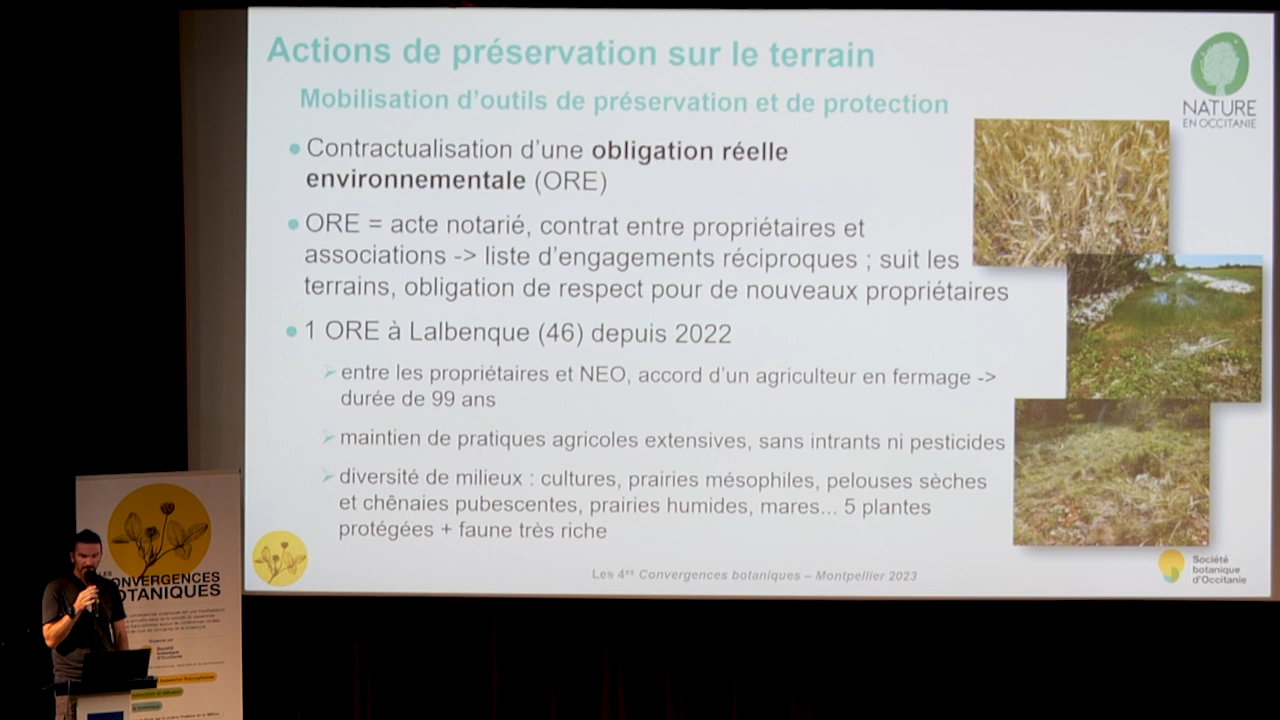 Actions de préservation sur le terrain
Mobilisation d'outils de préservation et de protection
NATURE
EN OCCITANIE
Contractualisation d'une obligation réelle
environnementale (ORE)
ORE = acte notarié, contrat entre propriétaires et
associations -> liste d'engagements réciproques ; suit les
terrains, obligation de respect pour de nouveaux propriétaires
1 ORE à Lalbenque (46) depuis 2022
entre les propriétaires et NEO, accord d'un agriculteur en fermage ->
durée de 99 ans
maintien de pratiques agricoles extensives, sans intrants ni pesticides
diversité de milieux : cultures, prairies mésophiles, pelouses sèches
et chênaies pubescentes, prairies humides, mares... 5 plantes
protégées + faune très riche
Les 4es Convergences botaniques – Montpellier 2023
Société
botanique
d'Occitanie
LES
CONVERGENCES
BOTANIQUES
Société
botanique
d'Occitanie